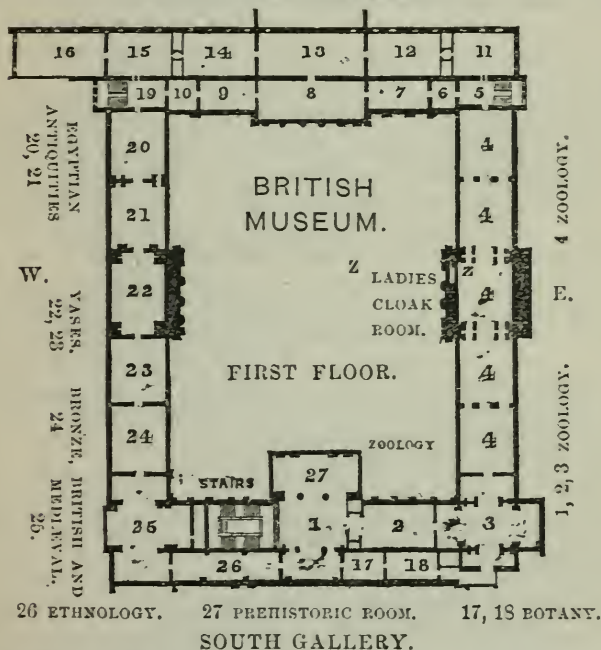 16 15 14 13 12 11
19 10 9 8 7 6 5
20 4
21 4
22 4
23 4
24 4
BRITISH
MUSEUM.
Z LADIES Z
CLOAK
ROOM.
FIRST FLOOR.
ZOOLOGY
STAIRS
27
25 1 2 3
26 17 18
EGYPTIAN
ANTIQUITIES
20, 21
W.
VASES.
22, 23
BRONZE, BRITISH AND
24 MEDIÆVAL.
25.
4 ZOOLOGY.
E.
1, 2, 3 ZOOLOGY.
26 ETHNOLOGY. 27 PREHISTORIC ROOM. 17, 18 BOTANY.
SOUTH GALLERY.